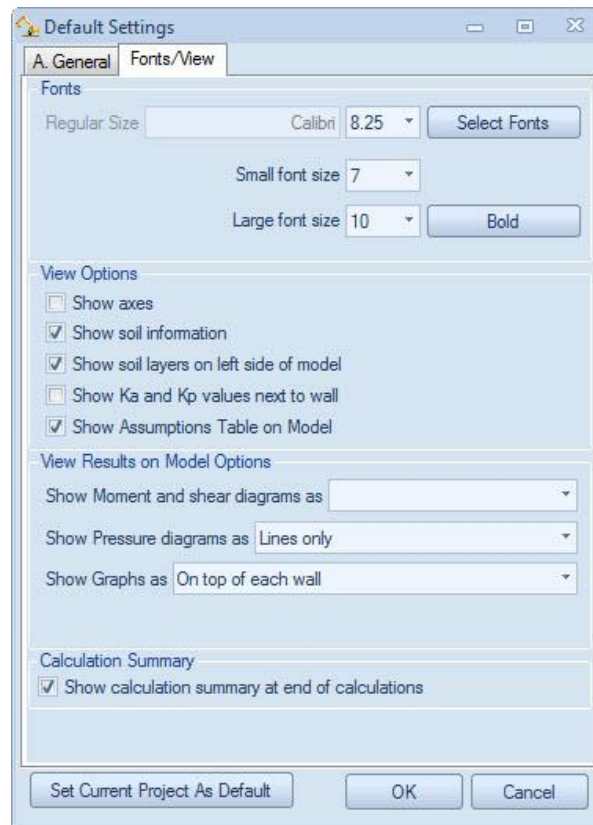 Default Settings
A. General Fonts/View
Fonts
Regular Size Calibri 8.25 Select Fonts
Small font size 7
Large font size 10 Bold
View Options
Show axes
Show soil information
Show soil layers on left side of model
Show Ka and Kp values next to wall
Show Assumptions Table on Model
View Results on Model Options
Show Moment and shear diagrams as
Show Pressure diagrams as Lines only
Show Graphs as On top of each wall
Calculation Summary
Show calculation summary at end of calculations
Set Current Project As Default OK Cancel